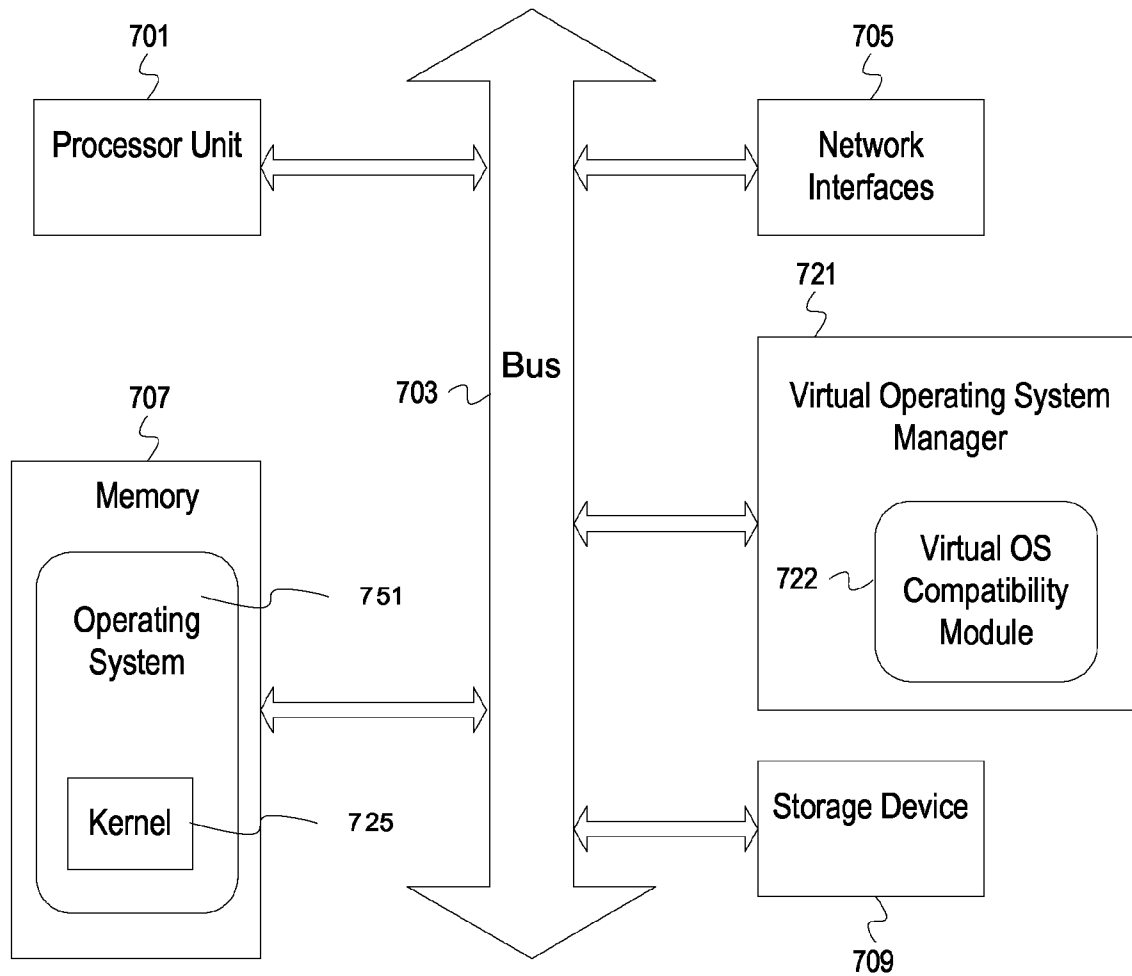 701
Processor Unit
705
Network
Interfaces
721
Virtual Operating System
Manager
Virtual OS
Compatibility
Module
722
Bus
703
707
Memory
Operating
System
751
Kernel
725
Storage Device
709